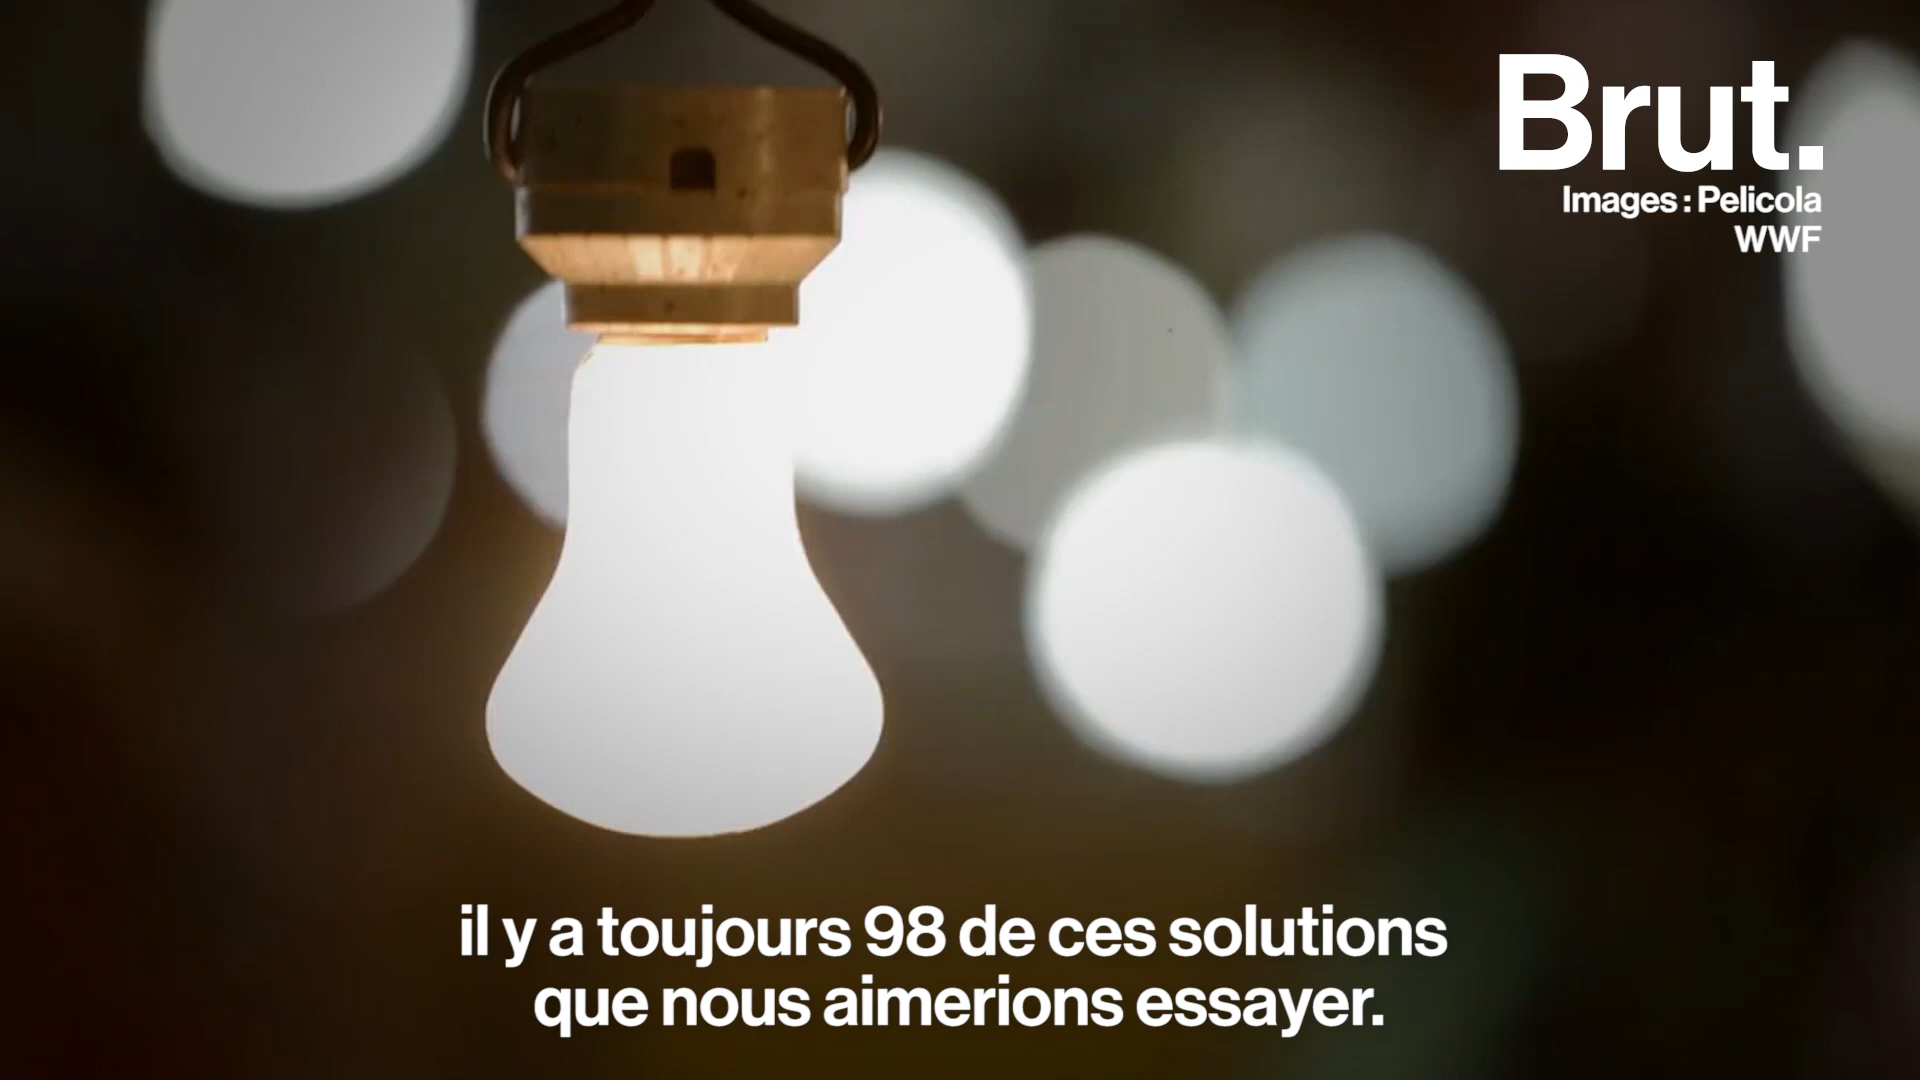 Brut.
Images : Pelicola
WWF
il y a toujours 98 de ces solutions
que nous aimerions essayer.